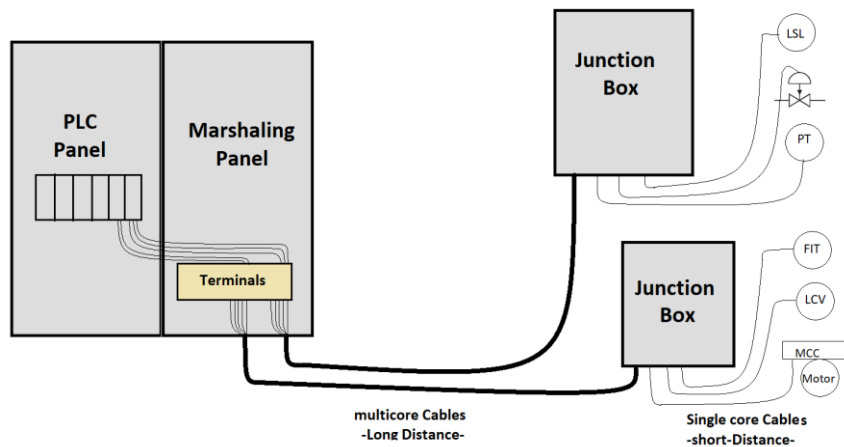 PLC
Panel
Marshaling
Panel
Terminals
Junction
Box
LSL
PT
Junction
Box
FIT
LCV
MCC
Motor
multicore Cables
-Long Distance-
Single core Cables
-short-Distance-